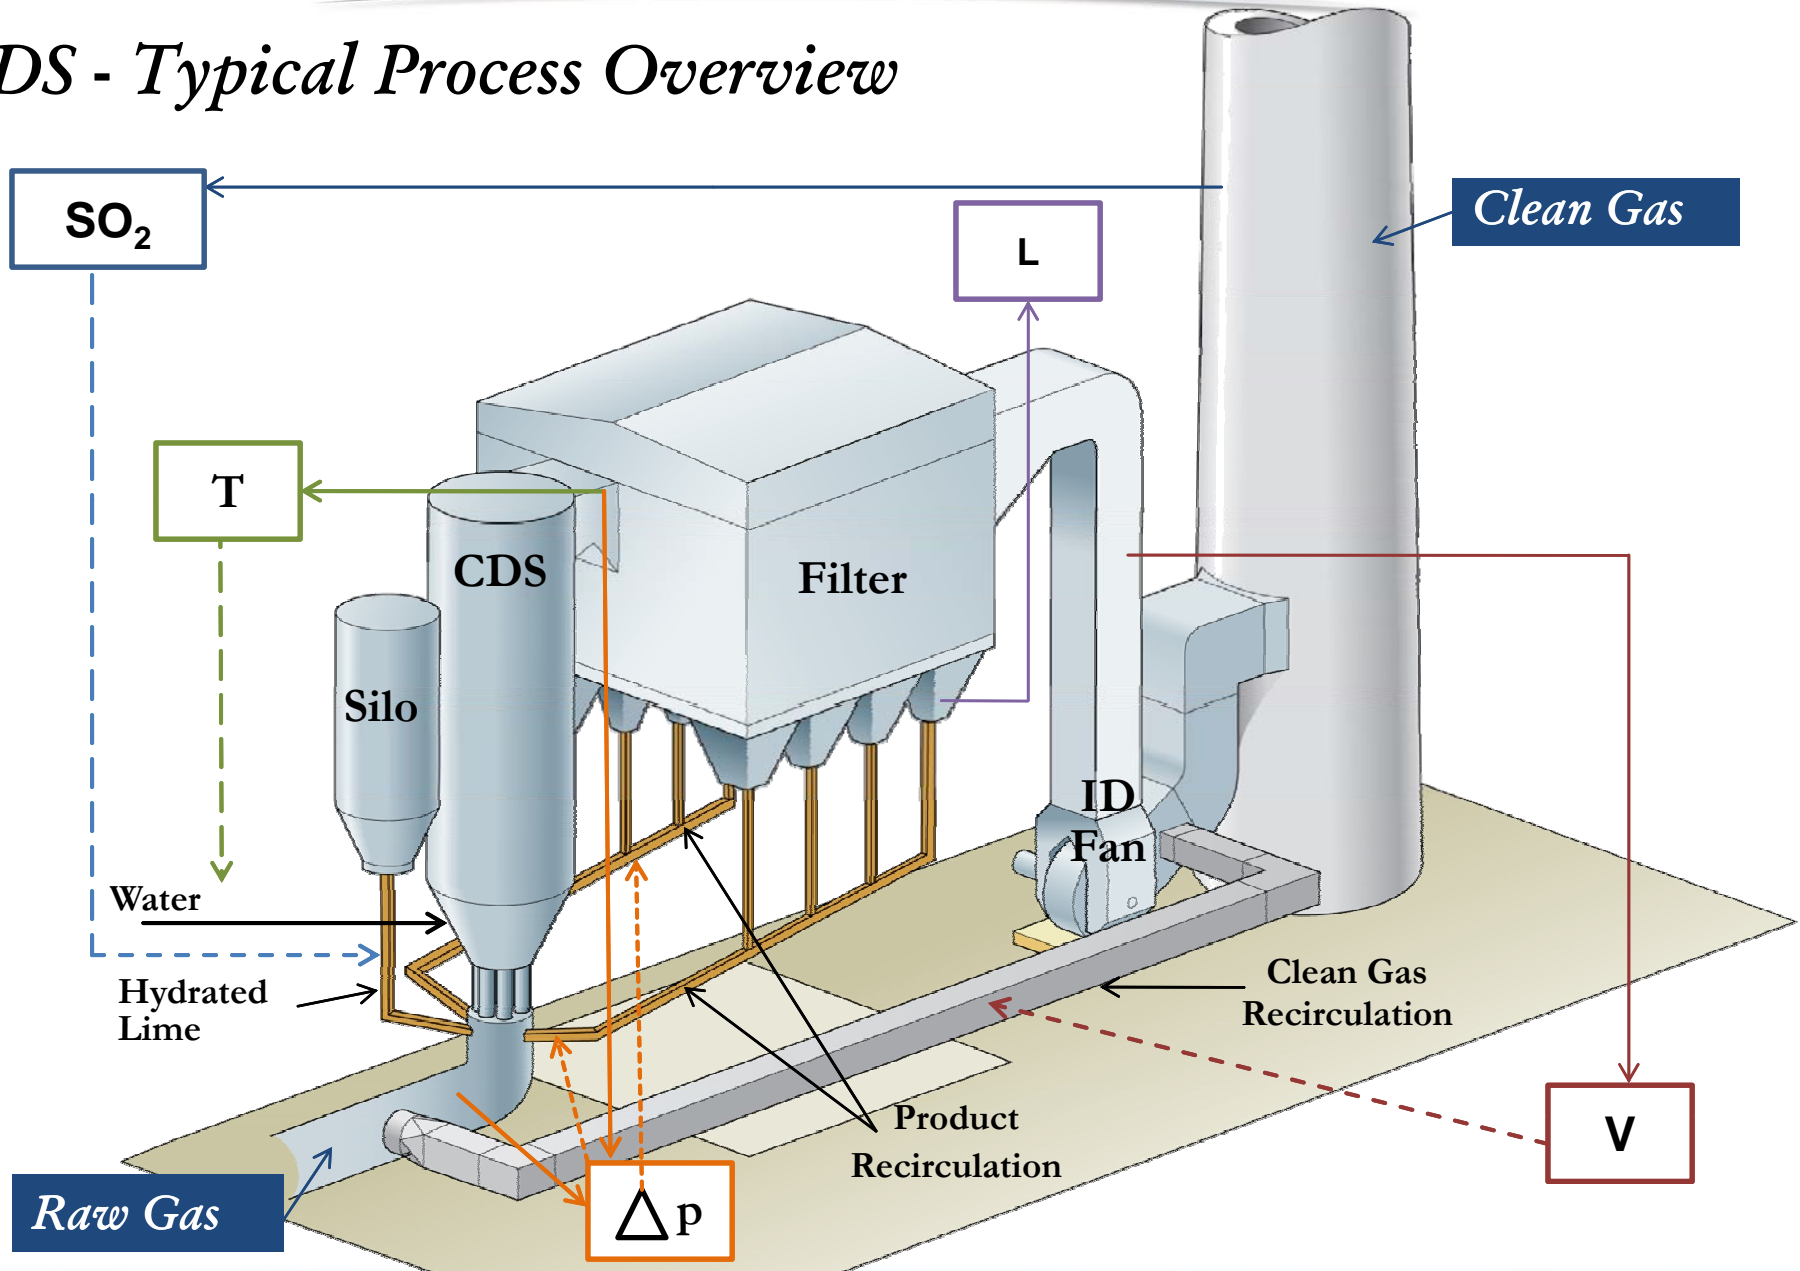 DS - Typical Process Overview
SO₂
Clean Gas
L
T
CDS
Filter
Silo
ID
Fan
Water
Hydrated
Lime
Clean Gas
Recirculation
Product
Recirculation
V
Raw Gas
△p